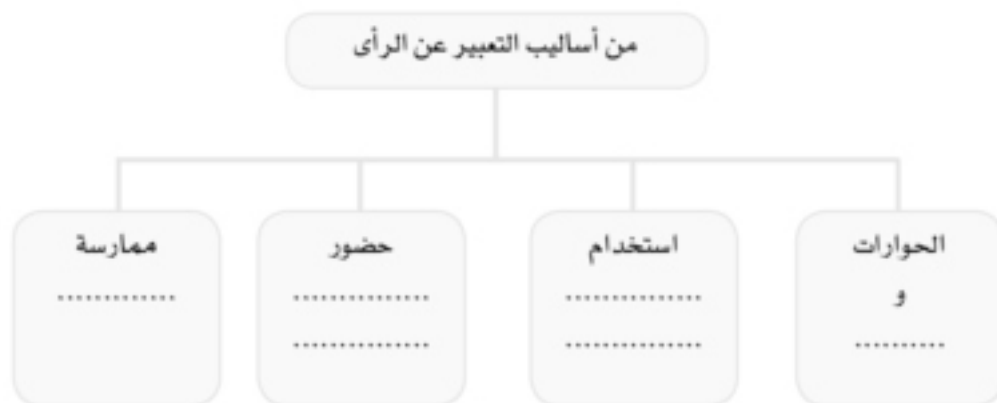 من أساليب التعبير عن الرأى
الحوارات
و
..........
استخدام
...............
...............
حضور
...............
...............
ممارسة
.............